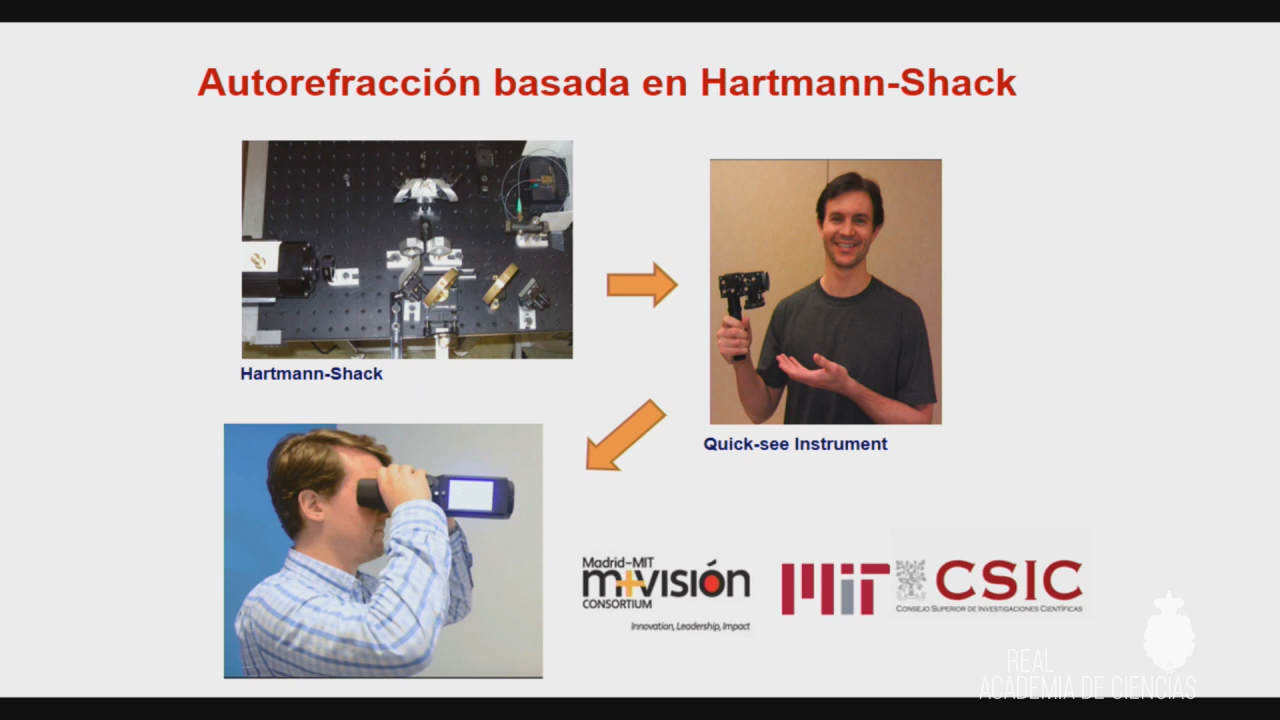 Autorefracción basada en Hartmann-Shack
Hartmann-Shack
Quick-see Instrument
Madrid-MIT
m+visión
CONSORTIUM
Innovation, Leadership, Impact
MiT
CSIC
CONSEJO SUPERIOR DE INVESTIGACIONES CIENTÍFICAS
REAL
ACADEMIA DE CIENCIAS